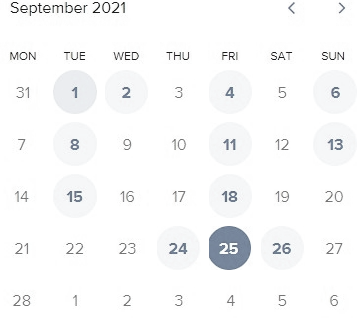 September 2021
MON TUE WED THU FRI SAT SUN
31 1 2 3 4 5 6
7 8 9 10 11 12 13
14 15 16 17 18 19 20
21 22 23 24 25 26 27
28 1 2 3 4 5 6